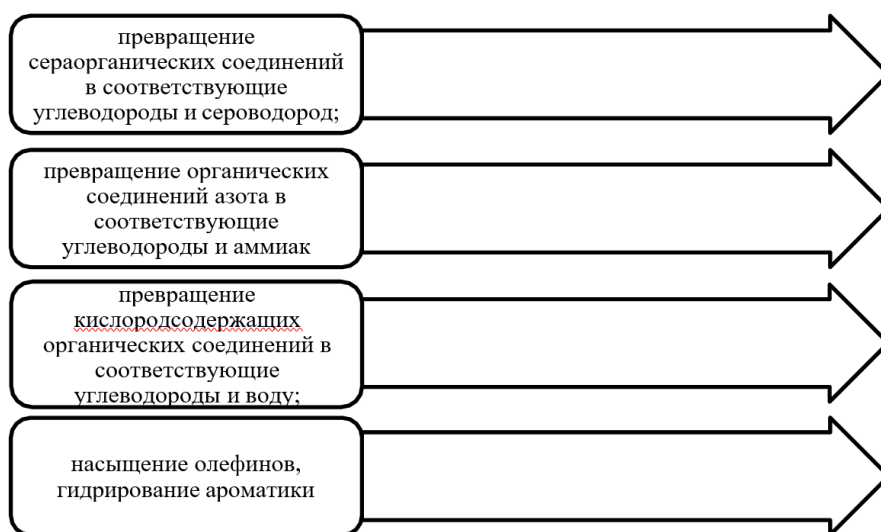 превращение
сераорганических соединений
в соответствующие
углеводороды и сероводород;
превращение органических
соединений азота в
соответствующие
углеводороды и аммиак
превращение
кислородсодержащих
органических соединений в
соответствующие
углеводороды и воду;
насыщение олефинов,
гидрирование ароматики